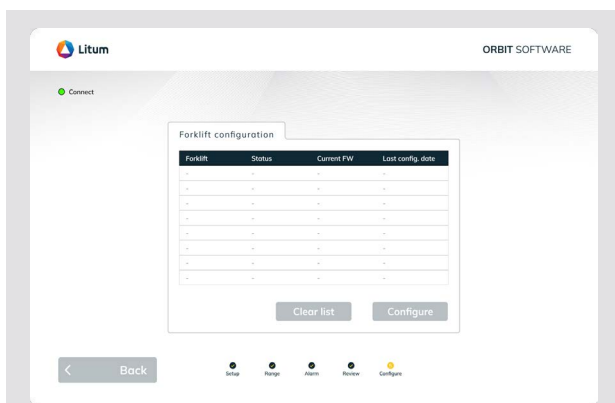 Litum
ORBIT SOFTWARE
Connect
Forklift configuration
Forklift Status Current FW Last config. date
- - - -
- - - -
- - - -
- - - -
- - - -
- - - -
- - - -
- - - -
Clear list Configure
Back
Setup Range Alarm Review Configure